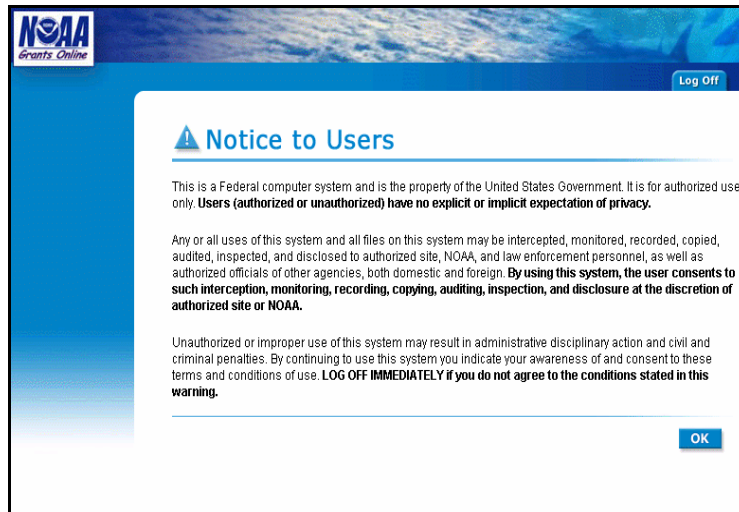 NOAA
Grants Online
Log Off
Notice to Users
This is a Federal computer system and is the property of the United States Government. It is for authorized use
only. Users (authorized or unauthorized) have no explicit or implicit expectation of privacy.
Any or all uses of this system and all files on this system may be intercepted, monitored, recorded, copied,
audited, inspected, and disclosed to authorized site, NOAA, and law enforcement personnel, as well as
authorized officials of other agencies, both domestic and foreign. By using this system, the user consents to
such interception, monitoring, recording, copying, auditing, inspection, and disclosure at the discretion of
authorized site or NOAA.
Unauthorized or improper use of this system may result in administrative disciplinary action and civil and
criminal penalties. By continuing to use this system you indicate your awareness of and consent to these
terms and conditions of use. LOG OFF IMMEDIATELY if you do not agree to the conditions stated in this
warning.
OK